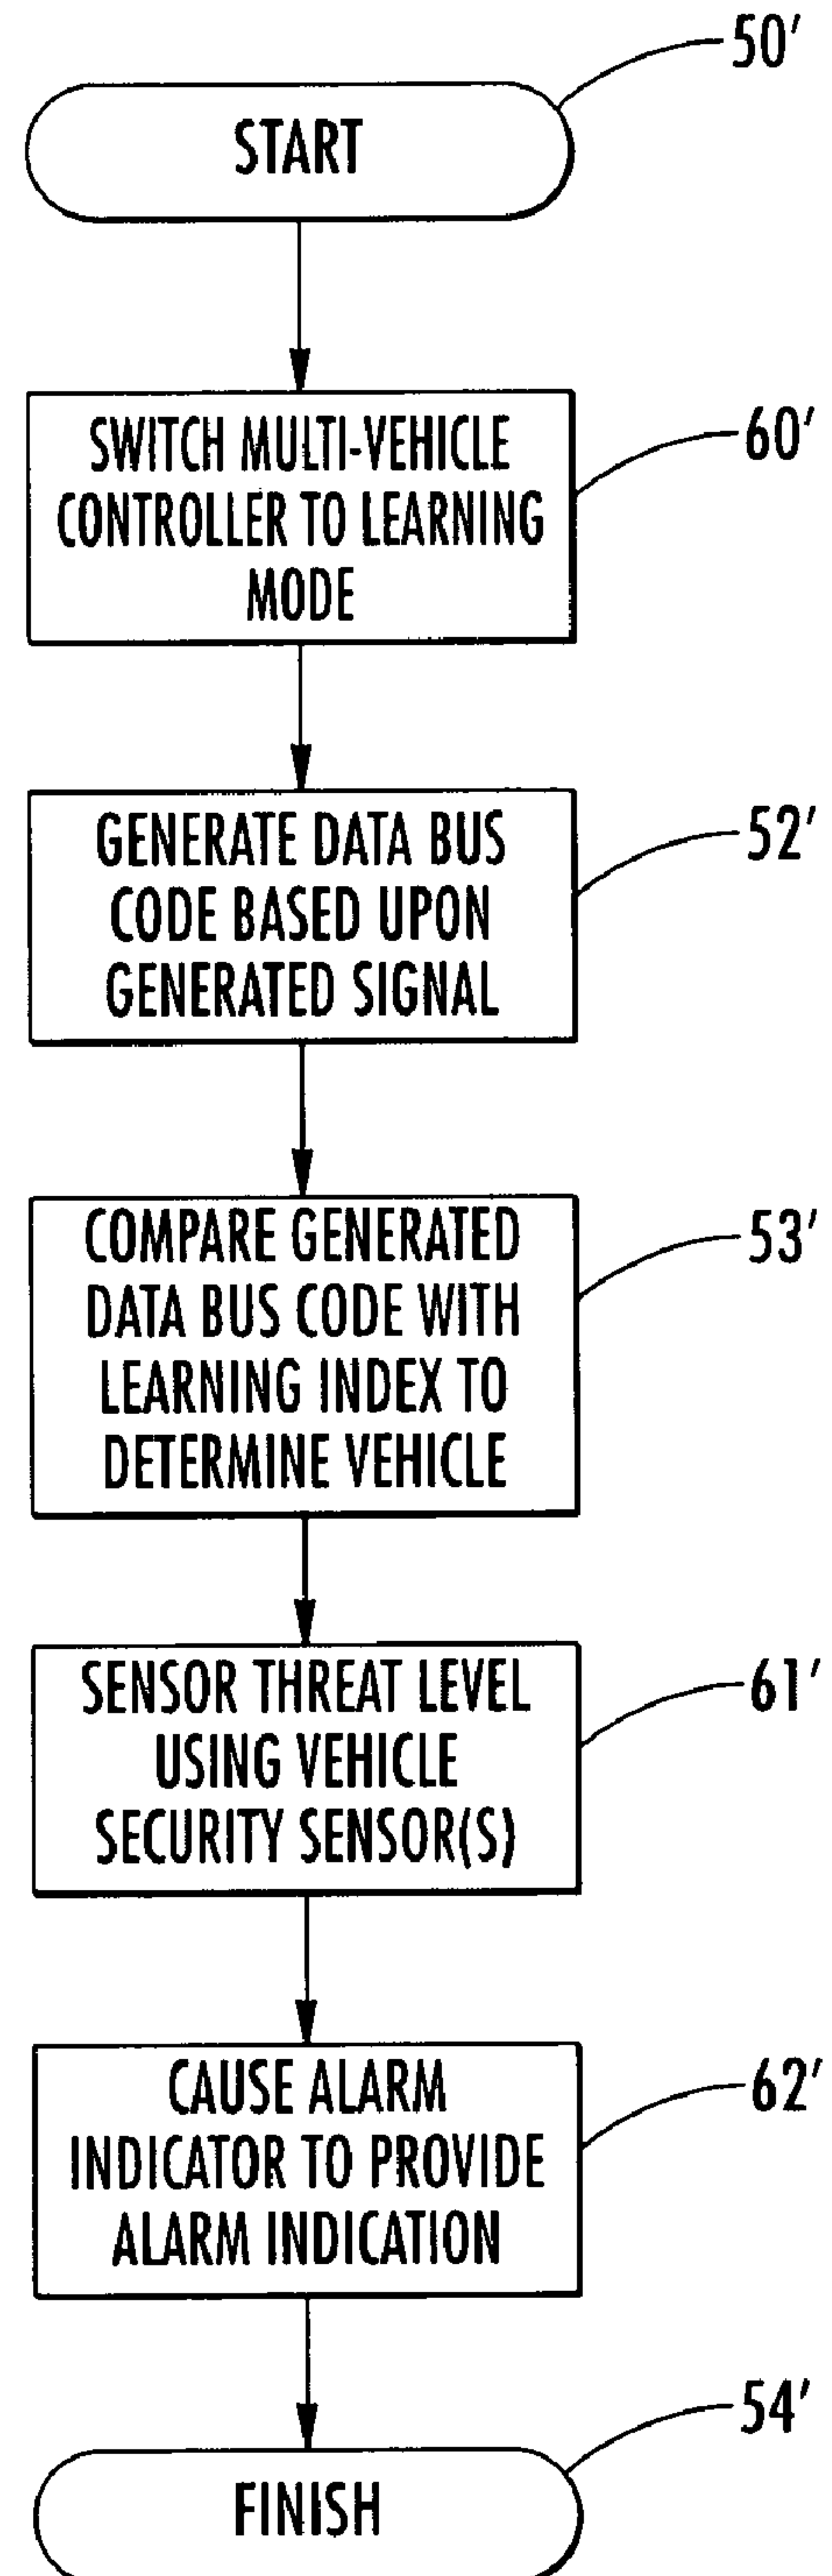 50'
START
60'
SWITCH MULTI-VEHICLE
CONTROLLER TO LEARNING
MODE
52'
GENERATE DATA BUS
CODE BASED UPON
GENERATED SIGNAL
53'
COMPARE GENERATED
DATA BUS CODE WITH
LEARNING INDEX TO
DETERMINE VEHICLE
61'
SENSOR THREAT LEVEL
USING VEHICLE
SECURITY SENSOR(S)
62'
CAUSE ALARM
INDICATOR TO PROVIDE
ALARM INDICATION
54'
FINISH